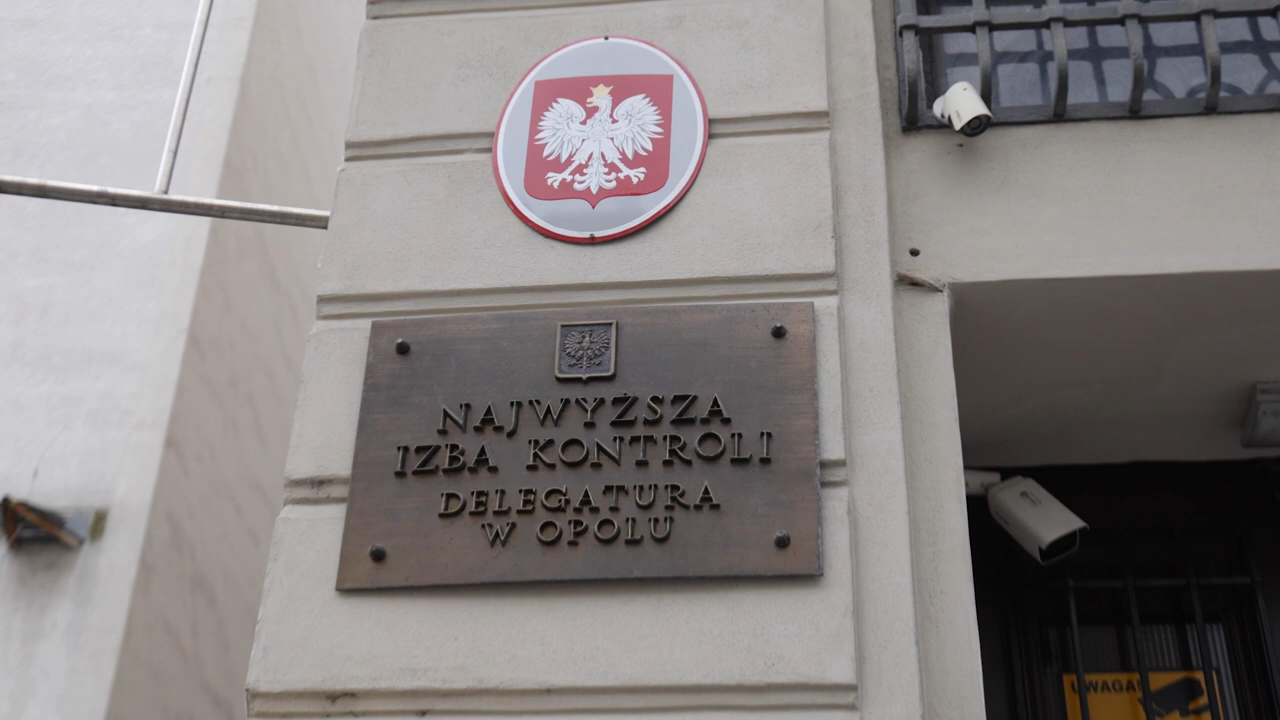 NAJWYŻSZA
IZBA KONTROLI
DELEGATURA
W OPOLU
UWAGA!